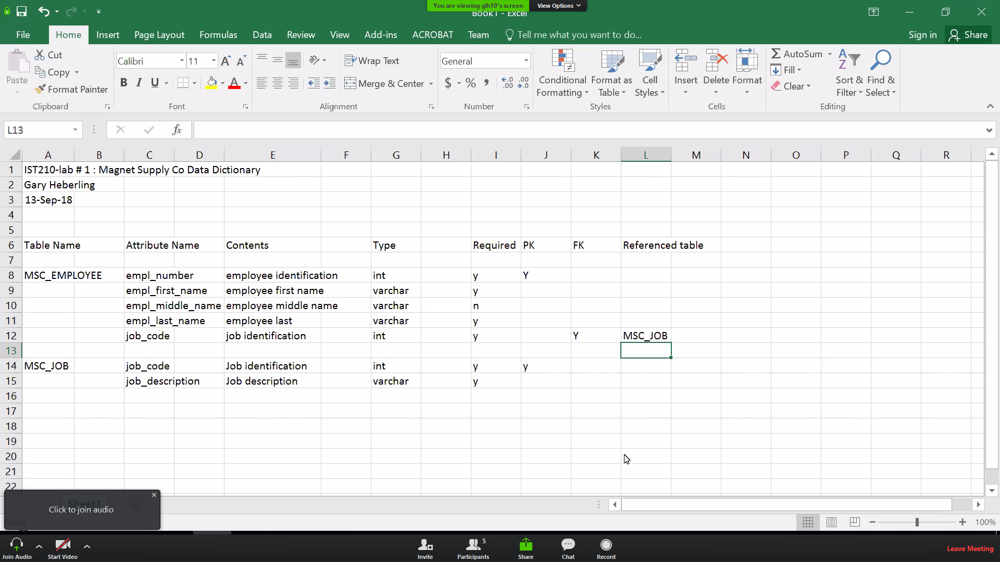 You are viewing glh10's screen View Options
Book1 - Excel
File Home Insert Page Layout Formulas Data Review View Add-ins ACROBAT Team Tell me what you want to do... Sign in Share
Paste Cut Copy Format Painter
Clipboard
Calibri 11
B I U A
Font
Wrap Text
Merge & Center
Alignment
General
$ % , .00 .00
Number
Conditional Formatting Format as Table Cell Styles
Styles
Insert Delete Format
Cells
AutoSum Fill Clear Sort & Filter Find & Select
Editing
L13 fx
A B C D E F G H I J K L M N O P Q R
1 IST210-lab # 1 : Magnet Supply Co Data Dictionary
2 Gary Heberling
3 13-Sep-18
4
5
6 Table Name Attribute Name Contents Type Required PK FK Referenced table
7
8 MSC_EMPLOYEE empl_number employee identification int y Y
9 empl_first_name employee first name varchar y
10 empl_middle_name employee middle name varchar n
11 empl_last_name employee last varchar y
12 job_code job identification int y Y MSC_JOB
13
14 MSC_JOB job_code Job identification int y y
15 job_description Job description varchar y
16
17
18
19
20
21
22
Sheet1
Click to join audio
Ready
100%
Join Audio Start Video Invite Participants 5 Share Chat Record Leave Meeting